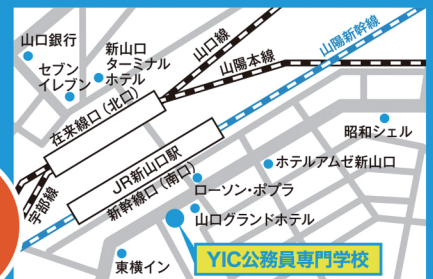 山口銀行
セブン
イレブン
新山口
ターミナル
ホテル
山口線
山陽本線
山陽新幹線
在来線口(北口)
宇部線
JR新山口駅
新幹線口(南口)
昭和シェル
ホテルアムゼ新山口
ローソン・ポプラ
山口グランドホテル
YIC公務員専門学校
東横イン